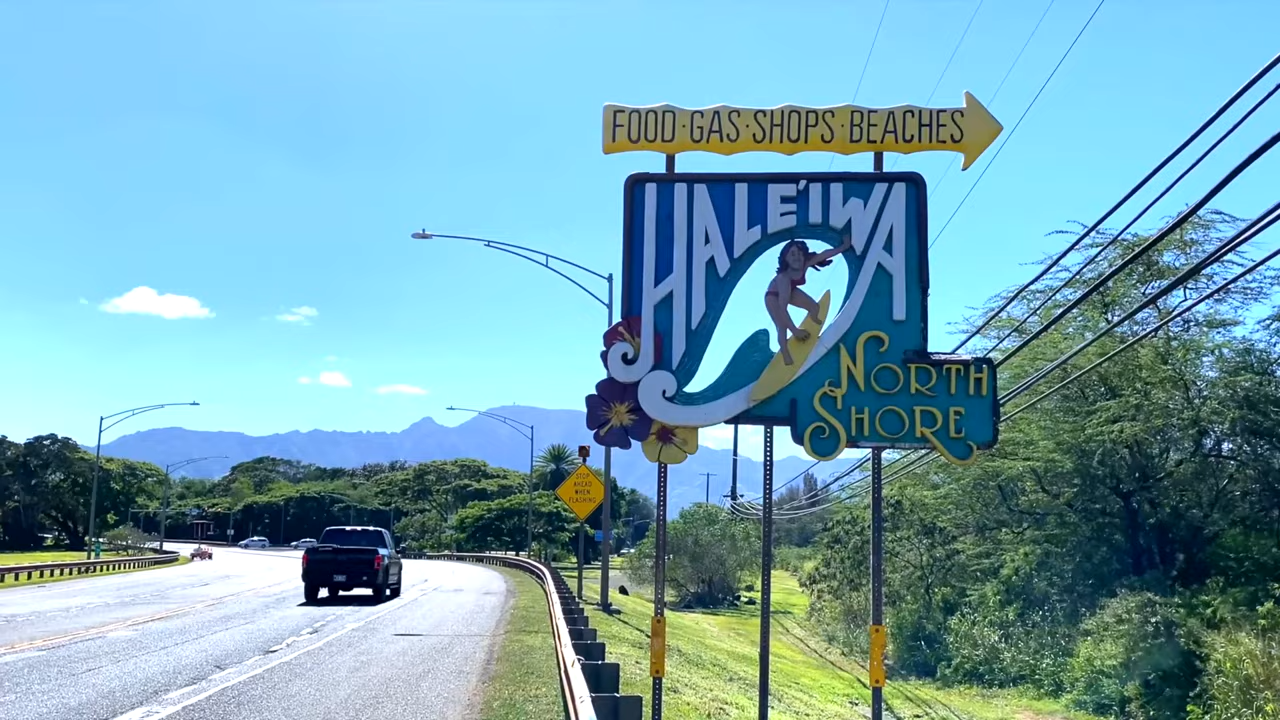 FOOD·GAS·SHOPS·BEACHES
HALE'IWA
NORTH
SHORE
STOP
AHEAD
WHEN
FLASHING